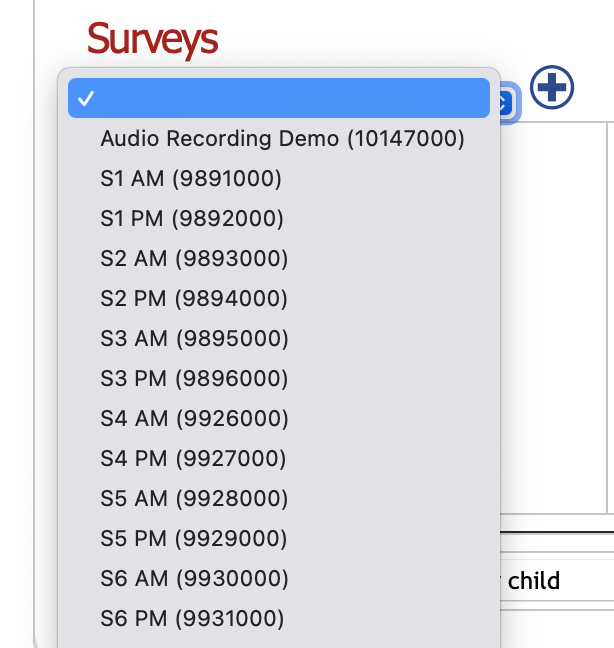 Surveys
Audio Recording Demo (10147000)
S1 AM (9891000)
S1 PM (9892000)
S2 AM (9893000)
S2 PM (9894000)
S3 AM (9895000)
S3 PM (9896000)
S4 AM (9926000)
S4 PM (9927000)
S5 AM (9928000)
S5 PM (9929000)
S6 AM (9930000)
child
S6 PM (9931000)